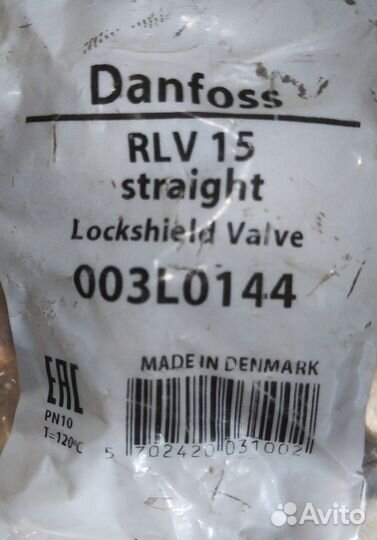 Danfoss
RLV 15
straight
Lockshield Valve
003L0144
MADE IN DENMARK
EAC
PN10
T=120°C
5 702420 031002
Avito